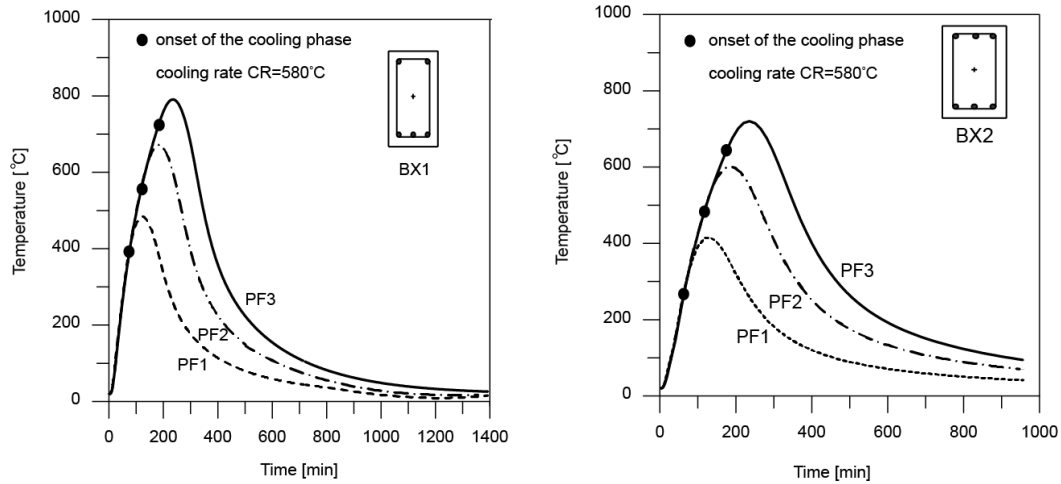 1000
800
600
400
200
0
Temperature [°C]
onset of the cooling phase
cooling rate CR=580°C
BX1
PF3
PF2
PF1
0 200 400 600 800 1000 1200 1400
Time [min]
1000
800
600
400
200
0
Temperature [°C]
onset of the cooling phase
cooling rate CR=580°C
BX2
PF3
PF2
PF1
0 200 400 600 800 1000
Time [min]